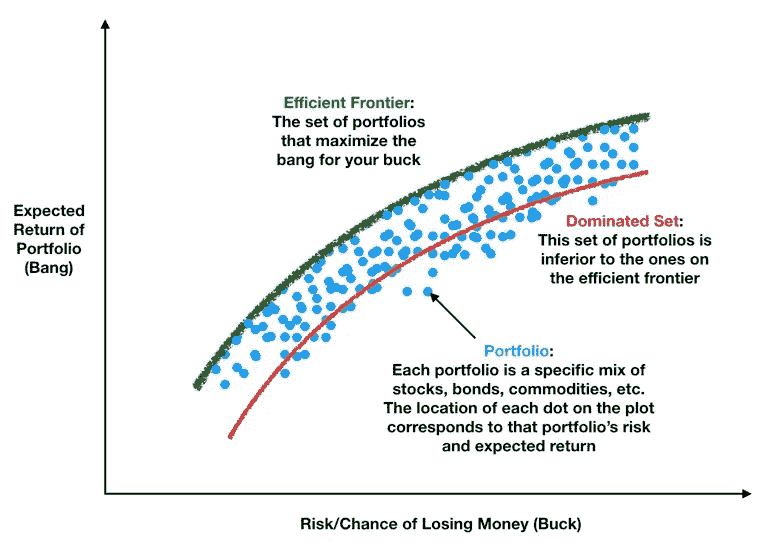 Efficient Frontier:
The set of portfolios
that maximize the
bang for your buck
Expected
Return of
Portfolio
(Bang)
Dominated Set:
This set of portfolios is
inferior to the ones on
the efficient frontier
Portfolio:
Each portfolio is a specific mix of
stocks, bonds, commodities, etc.
The location of each dot on the plot
corresponds to that portfolio's risk
and expected return
Risk/Chance of Losing Money (Buck)